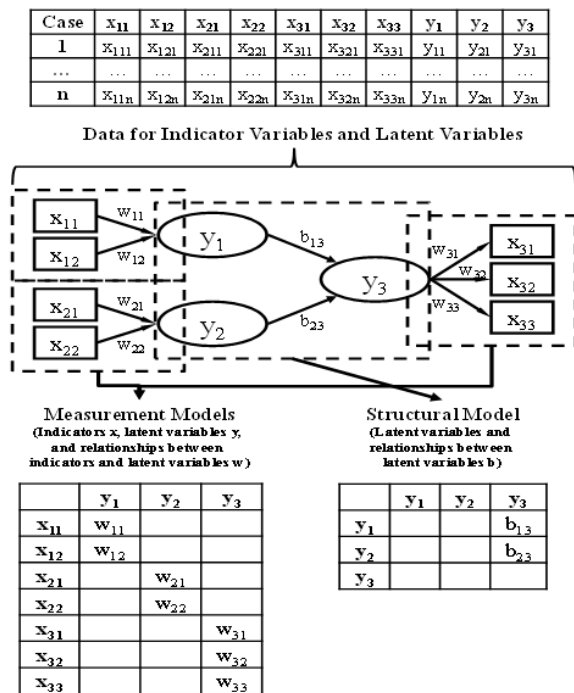 Case x11 x12 x21 x22 x31 x32 x33 y1 y2 y3
1 x111 x121 x211 x221 x311 x321 x331 y11 y21 y31
... ... ... ... ... ... ... ... ... ... ...
n x11n x12n x21n x22n x31n x32n x33n y1n y2n y3n
Data for Indicator Variables and Latent Variables
x11 w11
x12 w12
y1
b13
x21 w21
x22 w22
y2
b23
y3
w31 x31
w32 x32
w33 x33
Measurement Models
(Indicators x, latent variables y,
and relationships between
indicators and latent variables w)
Structural Model
(Latent variables and
relationships between
latent variables b)
y1 y2 y3
x11 w11
x12 w12
x21 w21
x22 w22
x31 w31
x32 w32
x33 w33
y1 y2 y3
y1 b13
y2 b23
y3